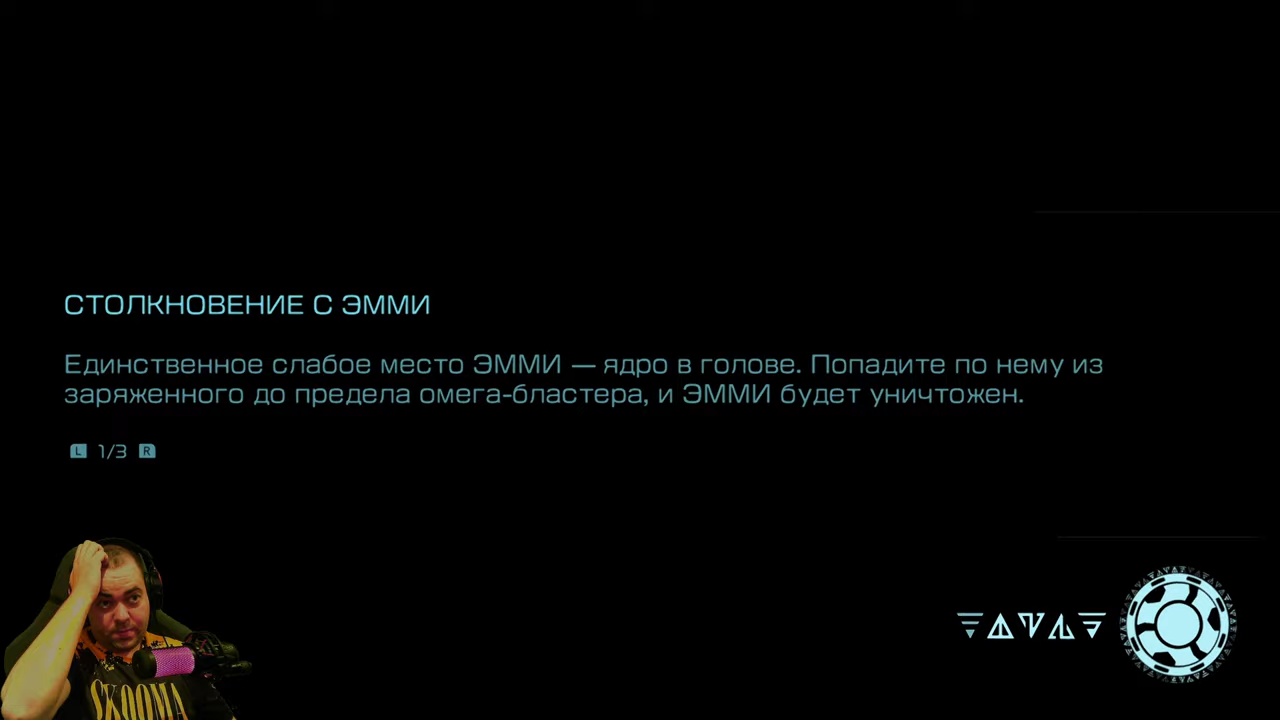 СТОЛКНОВЕНИЕ С ЭММИ
Единственное слабое место ЭММИ — ядро в голове. Попадите по нему из
заряженного до предела омега-бластера, и ЭММИ будет уничтожен.
L 1/3 R
SKOOMA